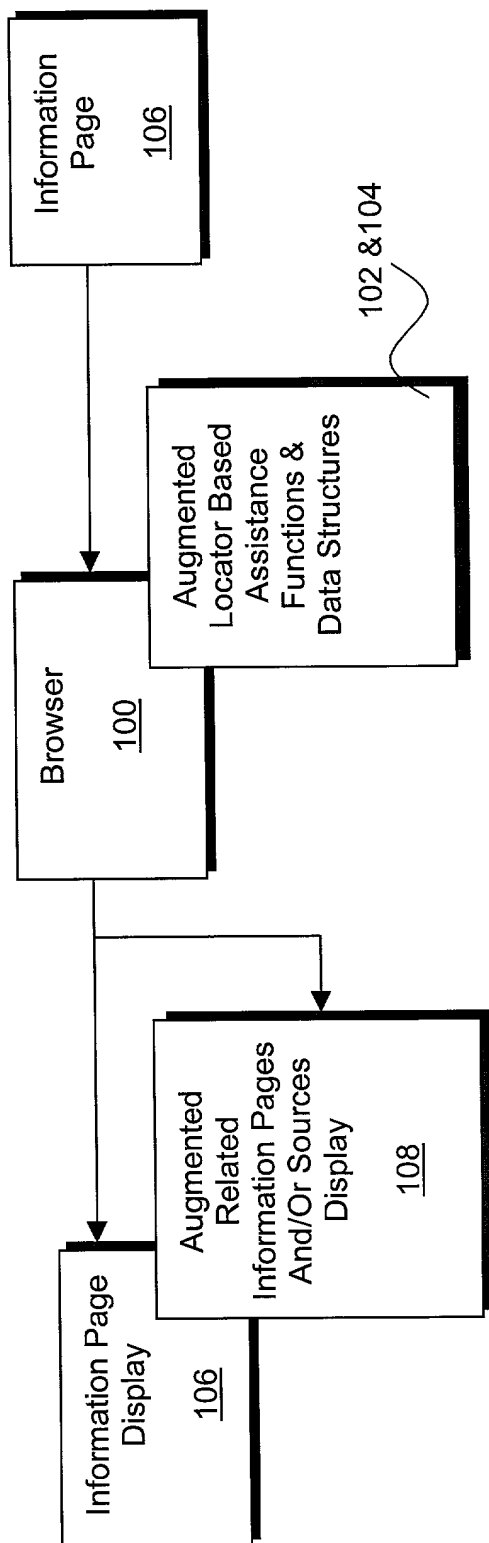 Information Page
Display
106
Augmented
Related
Information Pages
And/Or Sources
Display
108
Browser
100
Augmented
Locator Based
Assistance
Functions &
Data Structures
102 &104
Information
Page
106